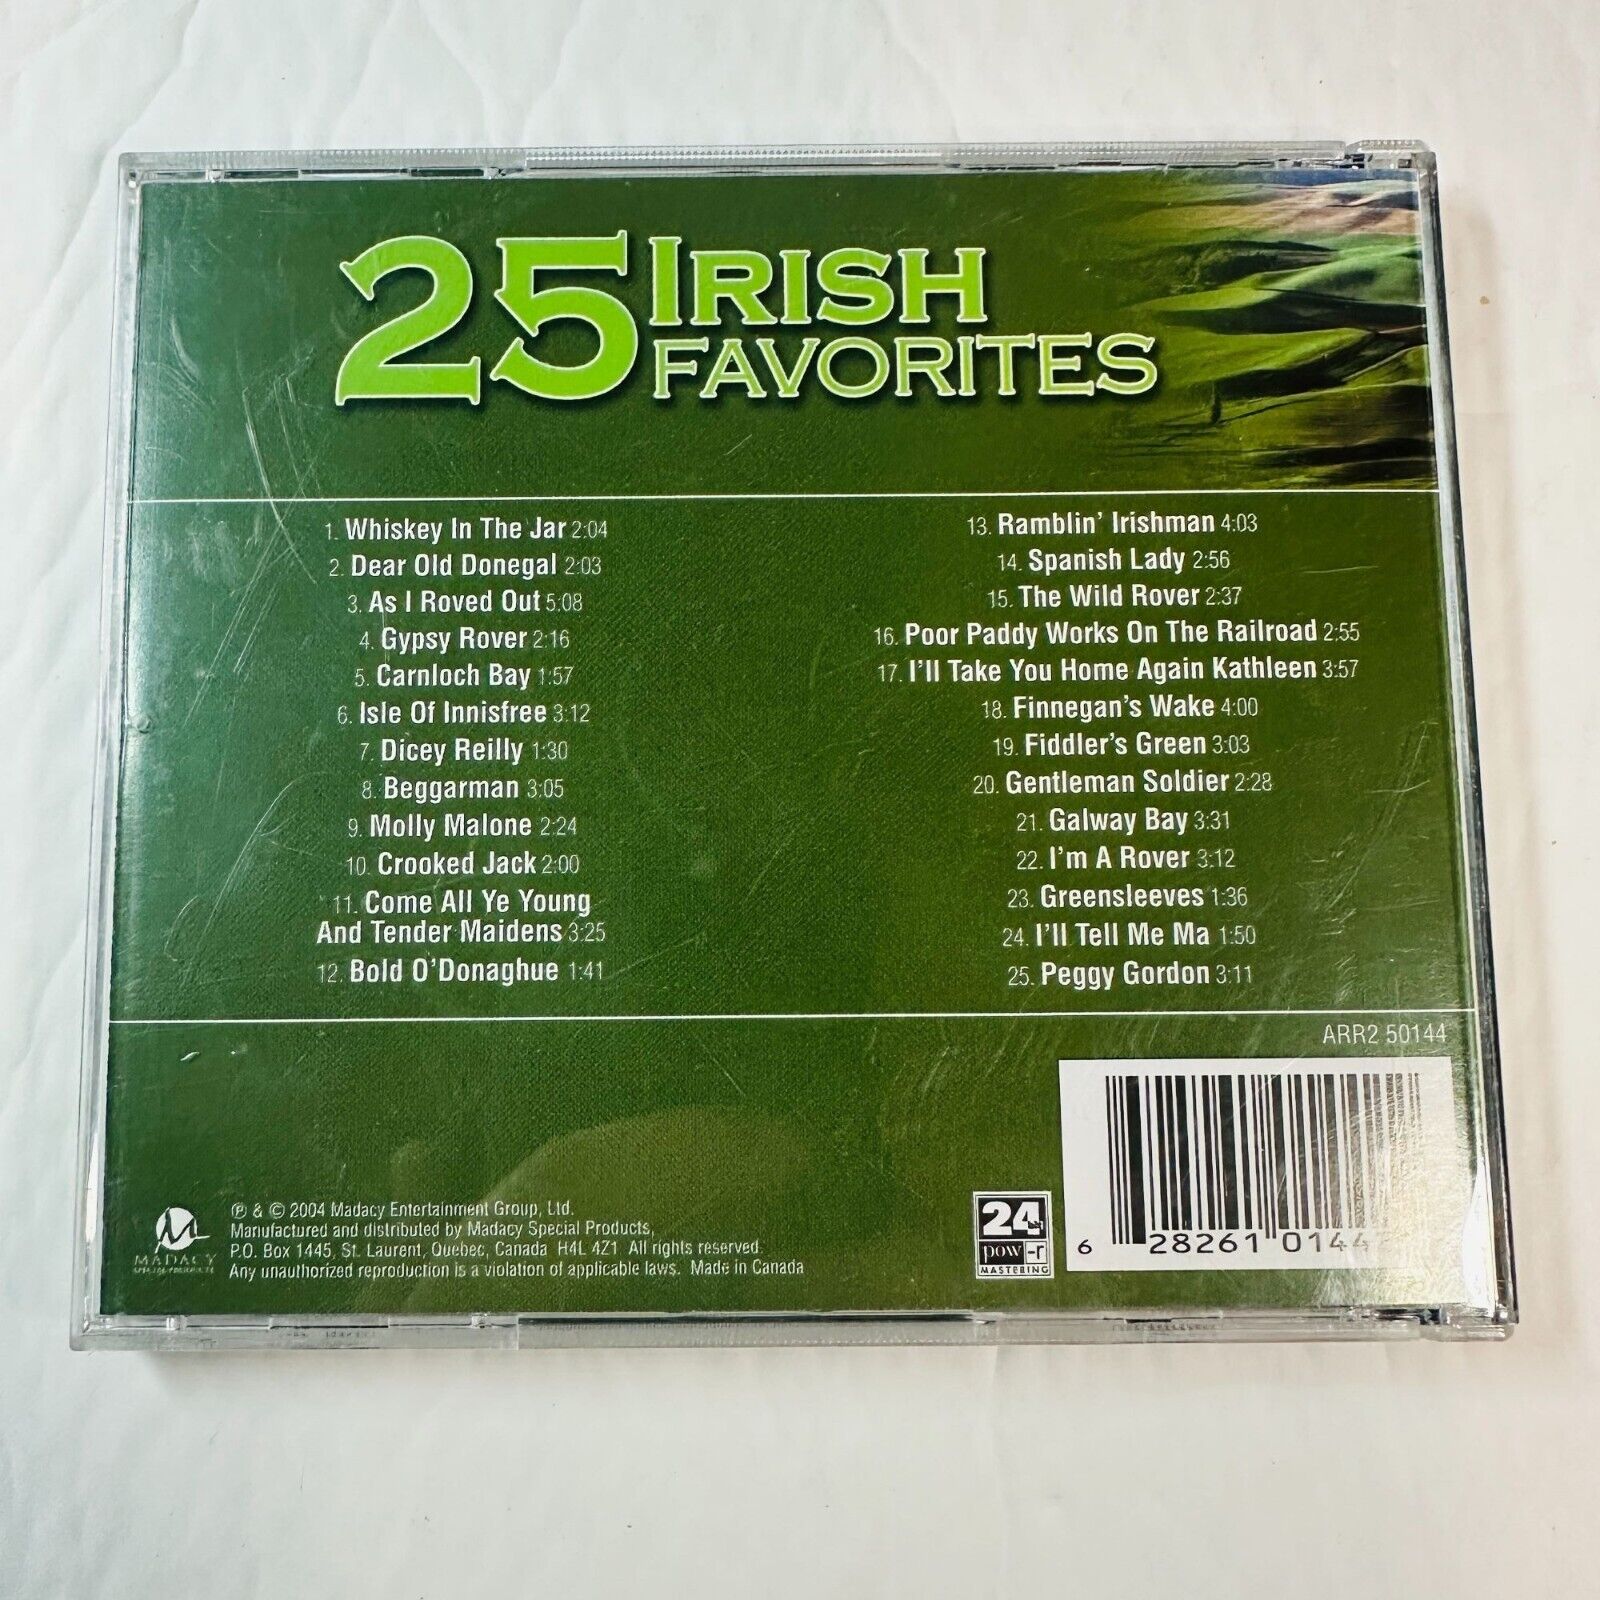 25 IRISH
FAVORITES
1. Whiskey In The Jar 2:04
2. Dear Old Donegal 2:03
3. As I Roved Out 5:08
4. Gypsy Rover 2:16
5. Carnloch Bay 1:57
6. Isle Of Innisfree 3:12
7. Dicey Reilly 1:30
8. Beggarman 3:05
9. Molly Malone 2:24
10. Crooked Jack 2:00
11. Come All Ye Young
And Tender Maidens 3:25
12. Bold O'Donaghue 1:41
13. Ramblin' Irishman 4:03
14. Spanish Lady 2:56
15. The Wild Rover 2:37
16. Poor Paddy Works On The Railroad 2:55
17. I'll Take You Home Again Kathleen 3:57
18. Finnegan's Wake 4:00
19. Fiddler's Green 3:03
20. Gentleman Soldier 2:28
21. Galway Bay 3:31
22. I'm A Rover 3:12
23. Greensleeves 1:36
24. I'll Tell Me Ma 1:50
25. Peggy Gordon 3:11
ARR2 50144
MADACY
SPECIAL PRODUCTS
℗ & © 2004 Madacy Entertainment Group, Ltd.
Manufactured and distributed by Madacy Special Products,
P.O. Box 1445, St. Laurent, Quebec, Canada H4L 4Z1 All rights reserved.
Any unauthorized reproduction is a violation of applicable laws. Made in Canada
24 bit
pow-r
MASTERING
6 28261 0144